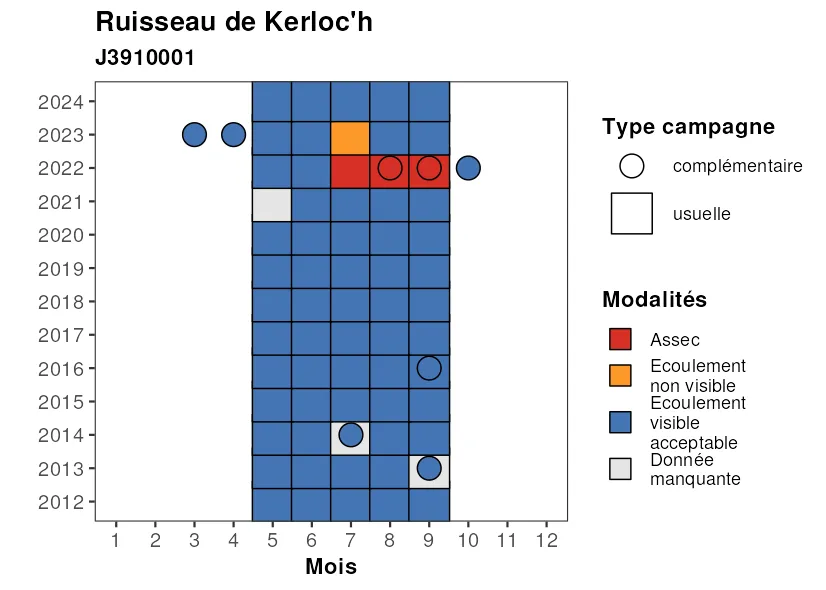 Ruisseau de Kerloc'h
J3910001
2024
2023
2022
2021
2020
2019
2018
2017
2016
2015
2014
2013
2012
1 2 3 4 5 6 7 8 9 10 11 12
Mois
Type campagne
complémentaire
usuelle
Modalités
Assec
Ecoulement
non visible
Ecoulement
visible
acceptable
Donnée
manquante